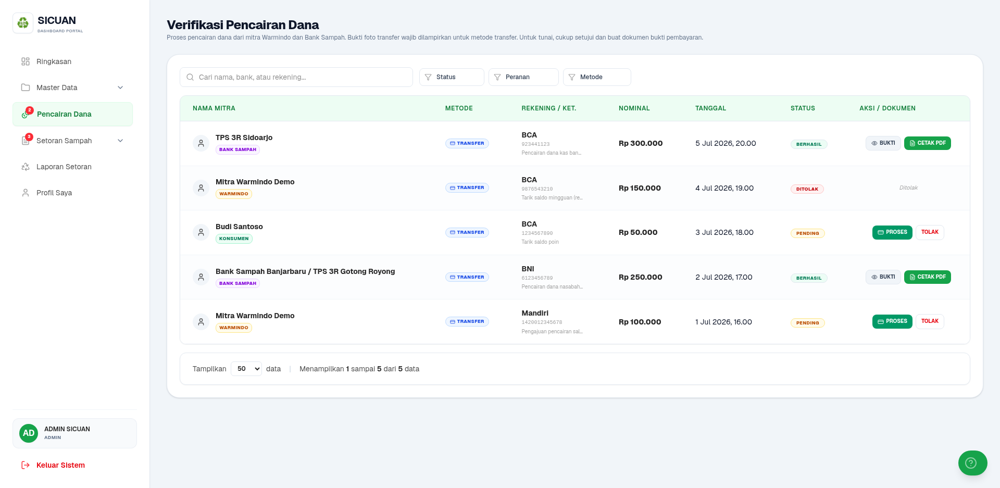 SICUAN
DASHBOARD PORTAL
Ringkasan
Master Data
2
Pencairan Dana
3
Setoran Sampah
Laporan Setoran
Profil Saya
AD
ADMIN SICUAN
ADMIN
Keluar Sistem
Verifikasi Pencairan Dana
Proses pencairan dana dari mitra Warmindo dan Bank Sampah. Bukti foto transfer wajib dilampirkan untuk metode transfer. Untuk tunai, cukup setujui dan buat dokumen bukti pembayaran.
Cari nama, bank, atau rekening... Status Peranan Metode
NAMA MITRA METODE REKENING / KET. NOMINAL TANGGAL STATUS AKSI / DOKUMEN
TPS 3R Sidoarjo
BANK SAMPAH
TRANSFER
BCA
923441123
Pencairan dana kas ban...
Rp 300.000
5 Jul 2026, 20.00
BERHASIL
BUKTI CETAK PDF
Mitra Warmindo Demo
WARMINDO
TRANSFER
BCA
9876543210
Tarik saldo mingguan (re...
Rp 150.000
4 Jul 2026, 19.00
DITOLAK
Ditolak
Budi Santoso
KONSUMEN
TRANSFER
BCA
1234567890
Tarik saldo poin
Rp 50.000
3 Jul 2026, 18.00
PENDING
PROSES TOLAK
Bank Sampah Banjarbaru / TPS 3R Gotong Royong
BANK SAMPAH
TRANSFER
BNI
6123456789
Pencairan dana nasabah...
Rp 250.000
2 Jul 2026, 17.00
BERHASIL
BUKTI CETAK PDF
Mitra Warmindo Demo
WARMINDO
TRANSFER
Mandiri
1420012345678
Pengajuan pencairan sal...
Rp 100.000
1 Jul 2026, 16.00
PENDING
PROSES TOLAK
Tampilkan 50 data | Menampilkan 1 sampai 5 dari 5 data